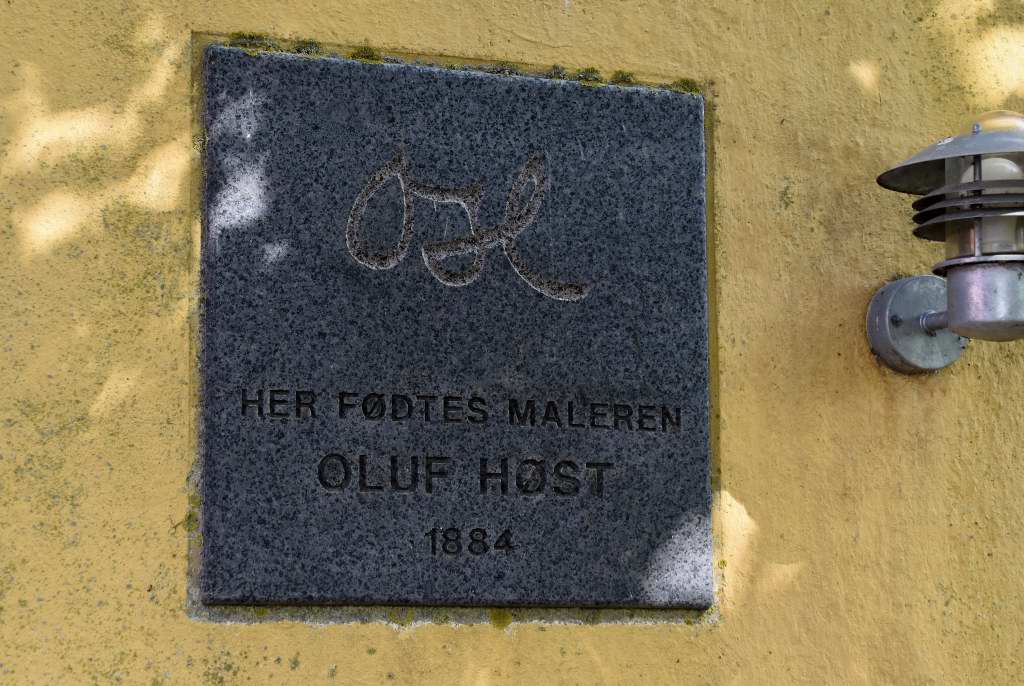 HER FØDTES MALEREN
OLUF HØST
1884